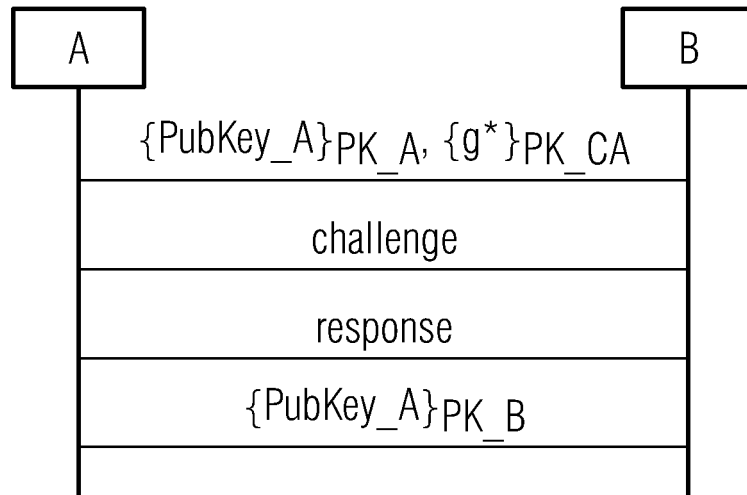 A
B
{PubKey_A}PK_A, {g*}PK_CA
challenge
response
{PubKey_A}PK_B